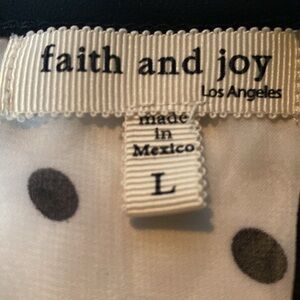 faith and joy
Los Angeles
made
in
Mexico
L